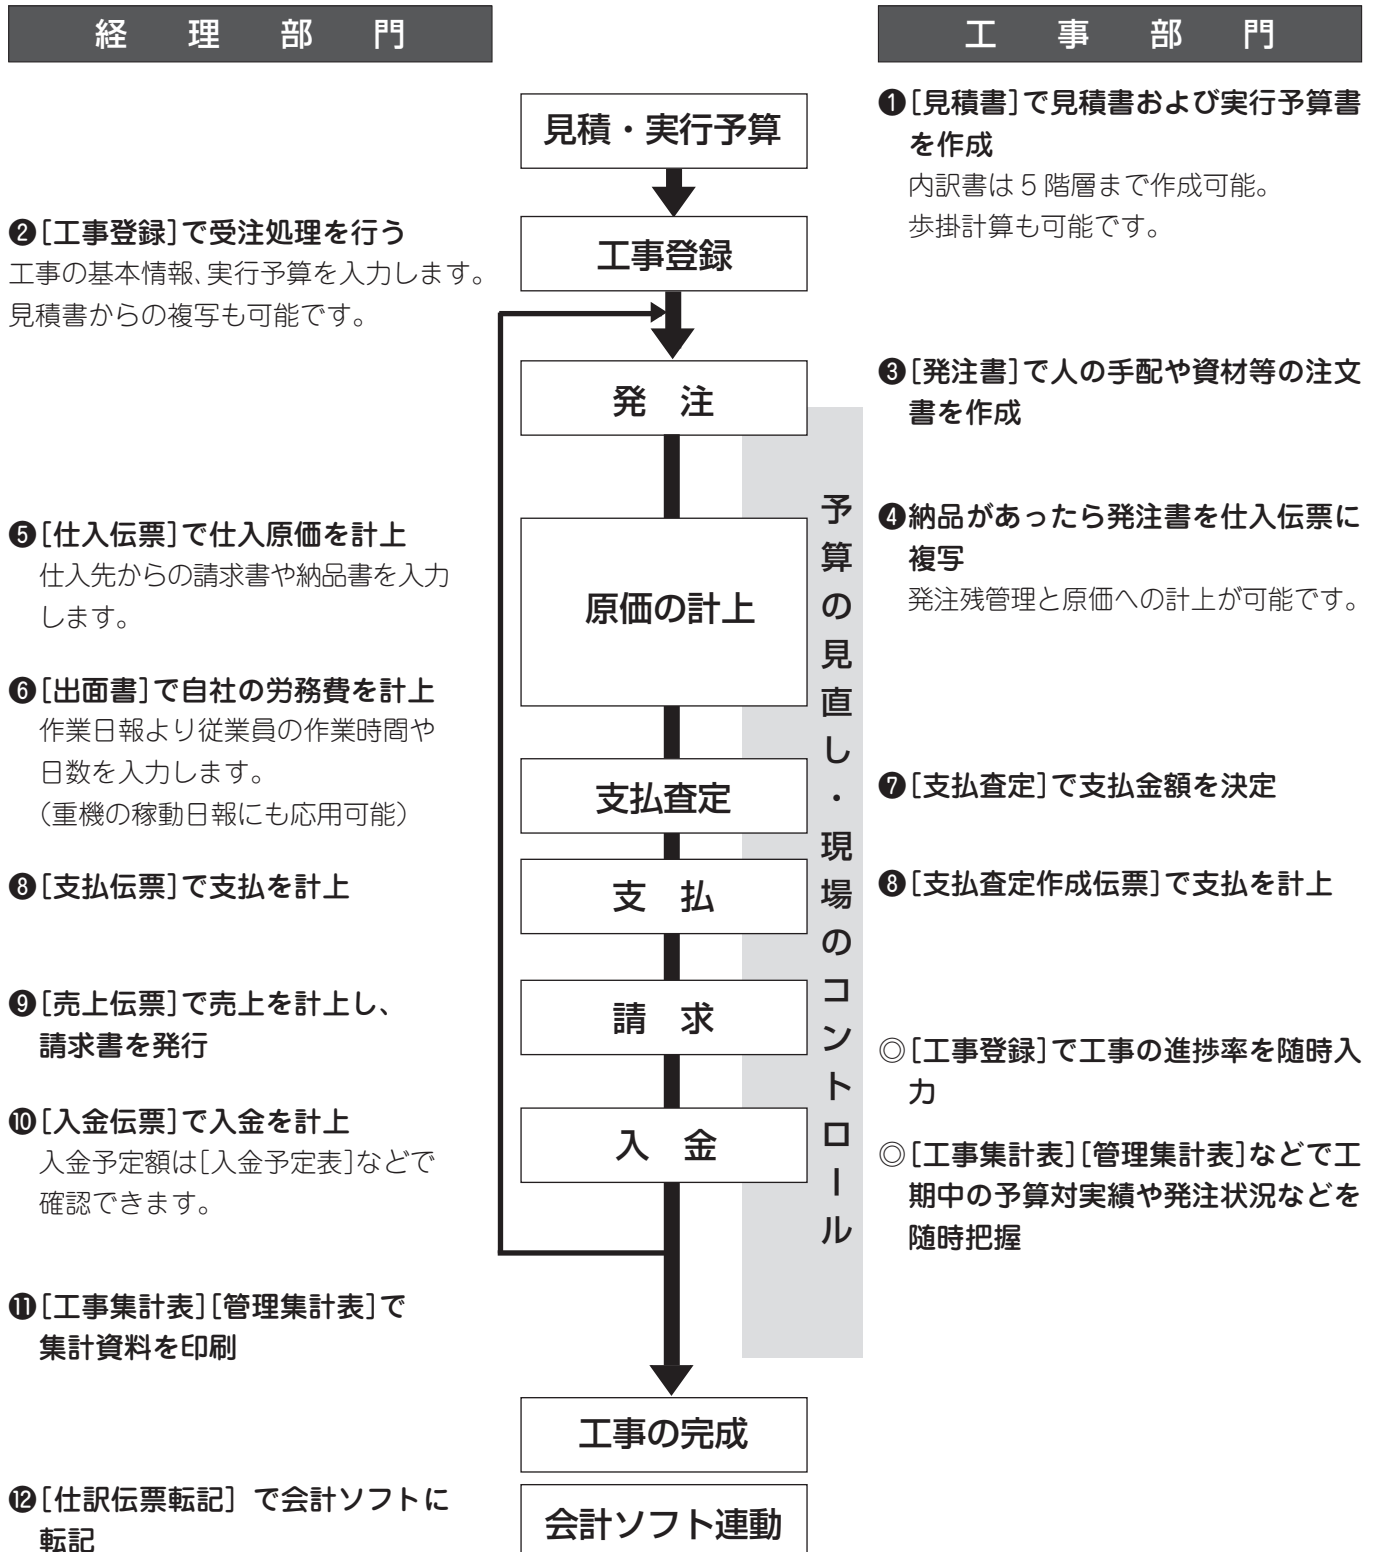 経理部門
❷[工事登録]で受注処理を行う
工事の基本情報、実行予算を入力します。
見積書からの複写も可能です。
❺[仕入伝票]で仕入原価を計上
仕入先からの請求書や納品書を入力
します。
❻[出面書]で自社の労務費を計上
作業日報より従業員の作業時間や
日数を入力します。
（重機の稼動日報にも応用可能）
❽[支払伝票]で支払を計上
❾[売上伝票]で売上を計上し、
請求書を発行
❿[入金伝票]で入金を計上
入金予定額は[入金予定表]などで
確認できます。
⓫[工事集計表][管理集計表]で
集計資料を印刷
⓬[仕訳伝票転記］で会計ソフトに
転記
見積・実行予算
工事登録
発　注
原価の計上
支払査定
支　払
請　求
入　金
工事の完成
会計ソフト連動
予算の見直し・現場のコントロール
工事部門
❶[見積書]で見積書および実行予算書
を作成
内訳書は５階層まで作成可能。
歩掛計算も可能です。
❸[発注書]で人の手配や資材等の注文
書を作成
❹納品があったら発注書を仕入伝票に
複写
発注残管理と原価への計上が可能です。
❼[支払査定]で支払金額を決定
❽[支払査定作成伝票]で支払を計上
◎[工事登録]で工事の進捗率を随時入
力
◎[工事集計表][管理集計表]などで工
期中の予算対実績や発注状況などを
随時把握